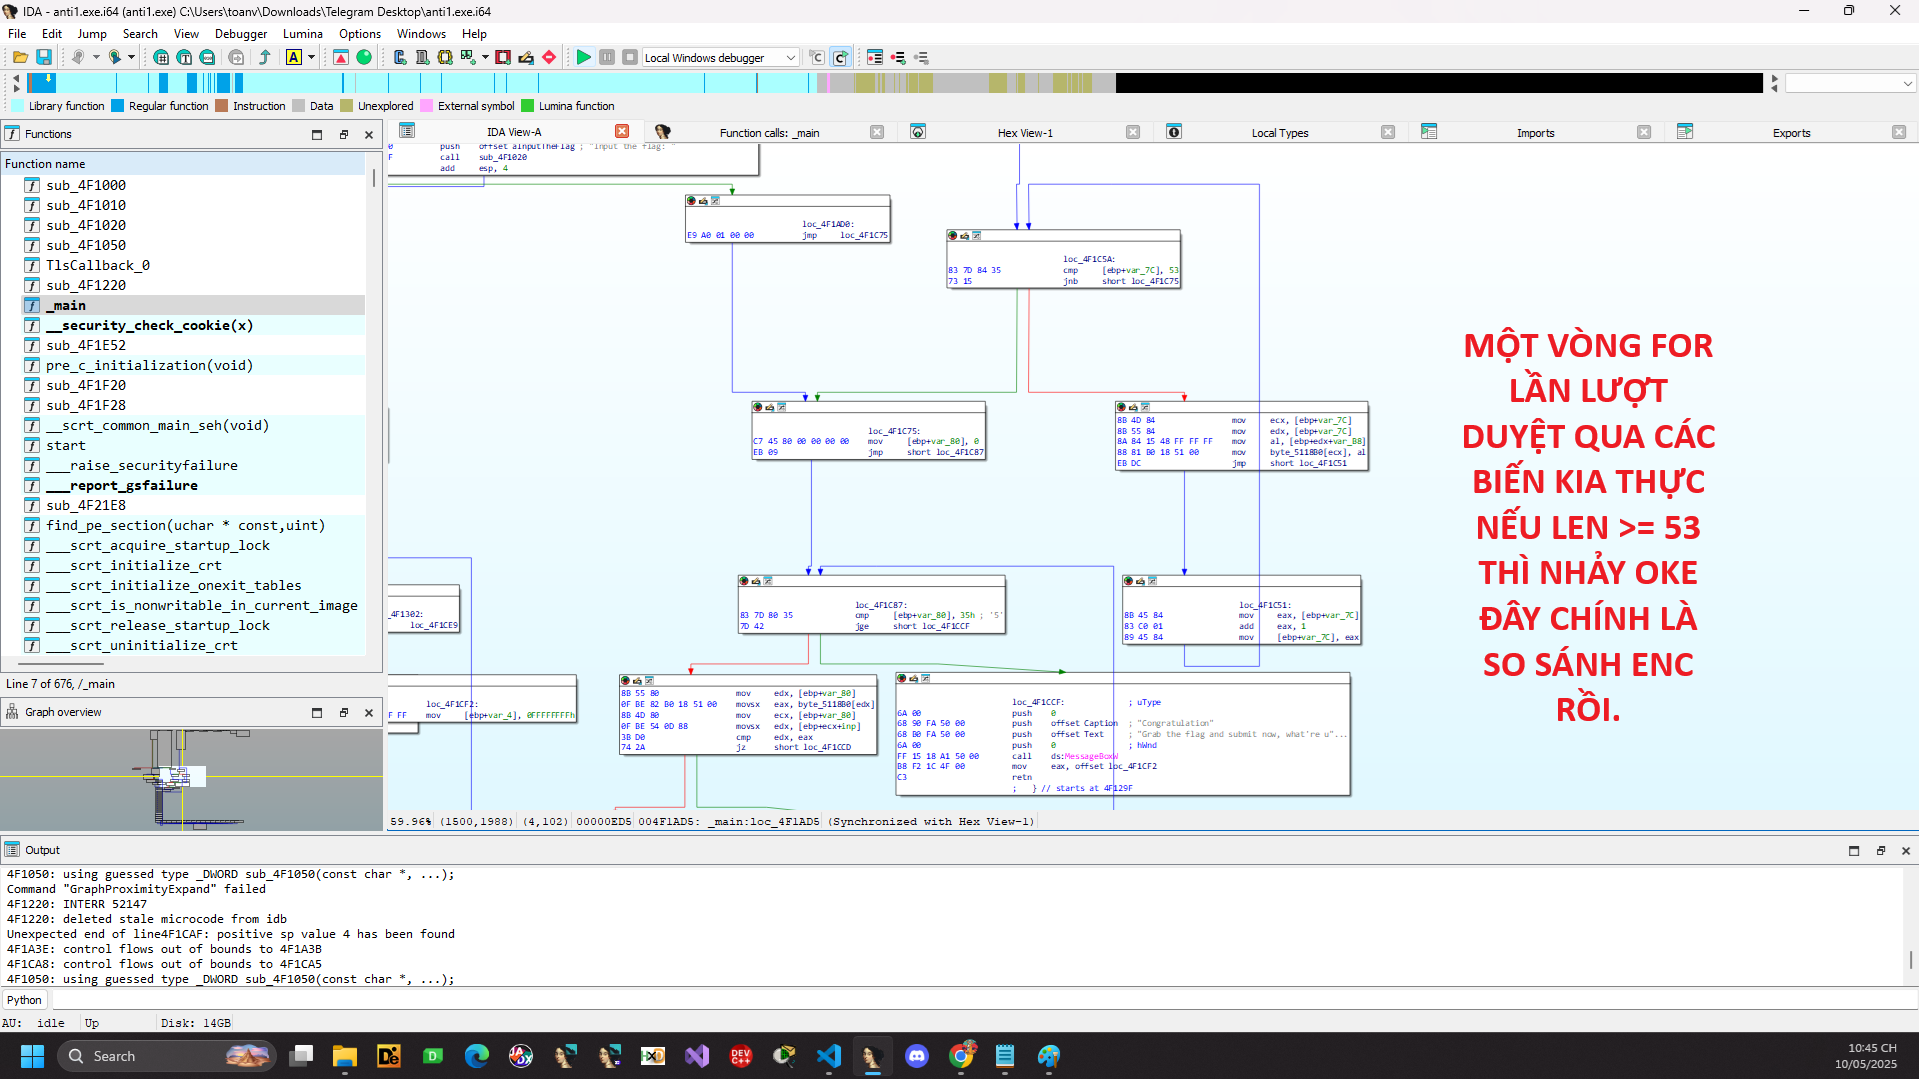 IDA - anti1.exe.i64 (anti1.exe) C:\Users\toanv\Downloads\Telegram Desktop\anti1.exe.i64
File Edit Jump Search View Debugger Lumina Options Windows Help
Local Windows debugger
Library function Regular function Instruction Data Unexplored External symbol Lumina function
Functions
Function name
sub_4F1000
sub_4F1010
sub_4F1020
sub_4F1050
TlsCallback_0
sub_4F1220
_main
__security_check_cookie(x)
sub_4F1E52
pre_c_initialization(void)
sub_4F1F20
sub_4F1F28
__scrt_common_main_seh(void)
start
___raise_securityfailure
___report_gsfailure
sub_4F21E8
find_pe_section(uchar * const,uint)
___scrt_acquire_startup_lock
___scrt_initialize_crt
___scrt_initialize_onexit_tables
___scrt_is_nonwritable_in_current_image
___scrt_release_startup_lock
___scrt_uninitialize_crt
Line 7 of 676, /_main
Graph overview
IDA View-A Function calls: _main Hex View-1 Local Types Imports Exports
push offset aInputTheFlag ; "Input the flag: "
call sub_4F1020
add esp, 4
loc_4F1AD0:
E9 A0 01 00 00 jmp loc_4F1C75
loc_4F1C5A:
83 7D 84 35 cmp [ebp+var_7C], 53
73 15 jnb short loc_4F1C75
loc_4F1C75:
C7 45 80 00 00 00 00 mov [ebp+var_80], 0
EB 09 jmp short loc_4F1C87
8B 4D 84 mov ecx, [ebp+var_7C]
8B 55 84 mov edx, [ebp+var_7C]
8A 84 15 48 FF FF FF mov al, [ebp+edx+var_B8]
88 81 B0 18 51 00 mov byte_5118B0[ecx], al
EB DC jmp short loc_4F1C51
loc_4F1C87:
83 7D 80 35 cmp [ebp+var_80], 35h ; '5'
7D 42 jge short loc_4F1CCF
loc_4F1C51:
8B 45 84 mov eax, [ebp+var_7C]
83 C0 01 add eax, 1
89 45 84 mov [ebp+var_7C], eax
_4F1302:
loc_4F1CE9
loc_4F1CF2:
FF FF mov [ebp+var_4], 0FFFFFFFFh
8B 55 80 mov edx, [ebp+var_80]
0F BE 82 B0 18 51 00 movsx eax, byte_5118B0[edx]
8B 4D 80 mov ecx, [ebp+var_80]
0F BE 54 0D 88 movsx edx, [ebp+ecx+inp]
3B D0 cmp edx, eax
74 2A jz short loc_4F1CCD
loc_4F1CCF: ; uType
6A 00 push 0
68 90 FA 50 00 push offset Caption ; "Congratulation"
68 B0 FA 50 00 push offset Text ; "Grab the flag and submit now, what're u"...
6A 00 push 0 ; hWnd
FF 15 18 A1 50 00 call ds:MessageBoxW
B8 F2 1C 4F 00 mov eax, offset loc_4F1CF2
C3 retn
; } // starts at 4F129F
MỘT VÒNG FOR
LẦN LƯỢT
DUYỆT QUA CÁC
BIẾN KIA THỰC
NẾU LEN >= 53
THÌ NHẢY OKE
ĐÂY CHÍNH LÀ
SO SÁNH ENC
RỒI.
59.96% (1500,1988) (4,102) 00000ED5 004F1AD5: _main:loc_4F1AD5 (Synchronized with Hex View-1)
Output
4F1050: using guessed type _DWORD sub_4F1050(const char *, ...);
Command "GraphProximityExpand" failed
4F1220: INTERR 52147
4F1220: deleted stale microcode from idb
Unexpected end of line4F1CAF: positive sp value 4 has been found
4F1A3E: control flows out of bounds to 4F1A3B
4F1CA8: control flows out of bounds to 4F1CA5
4F1050: using guessed type _DWORD sub_4F1050(const char *, ...);
Python
AU: idle Up Disk: 14GB
Search
10:45 CH
10/05/2025